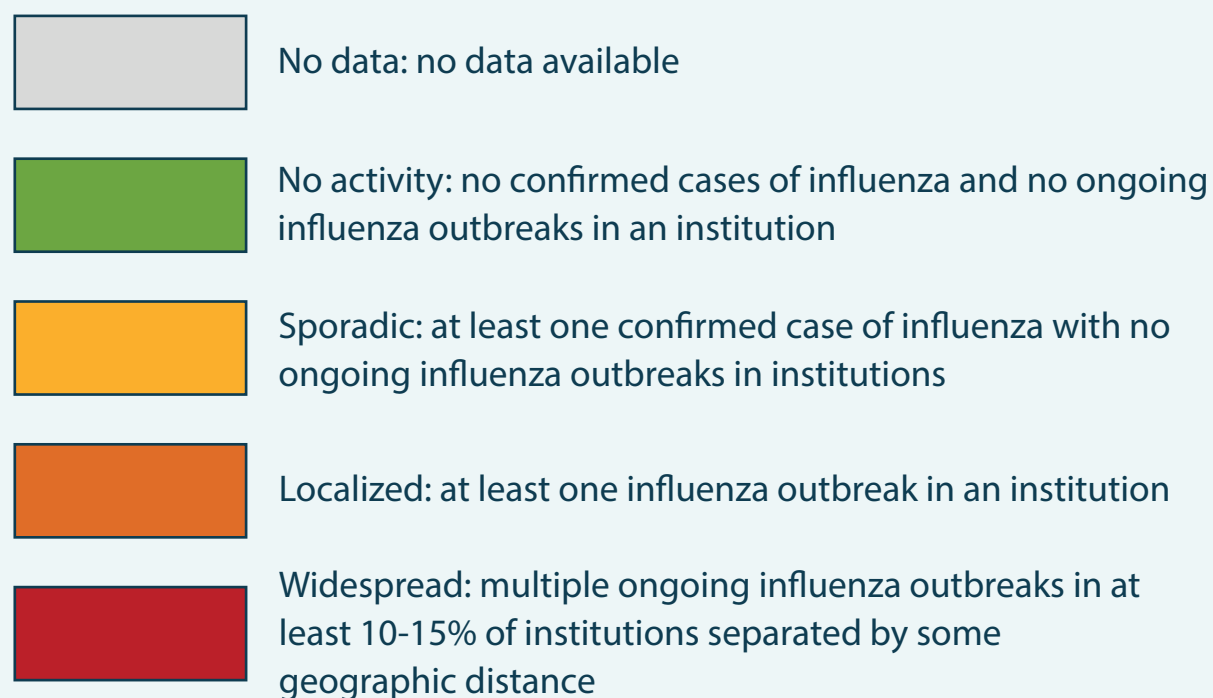 No data: no data available
No activity: no confirmed cases of influenza and no ongoing
influenza outbreaks in an institution
Sporadic: at least one confirmed case of influenza with no
ongoing influenza outbreaks in institutions
Localized: at least one influenza outbreak in an institution
Widespread: multiple ongoing influenza outbreaks in at
least 10-15% of institutions separated by some
geographic distance